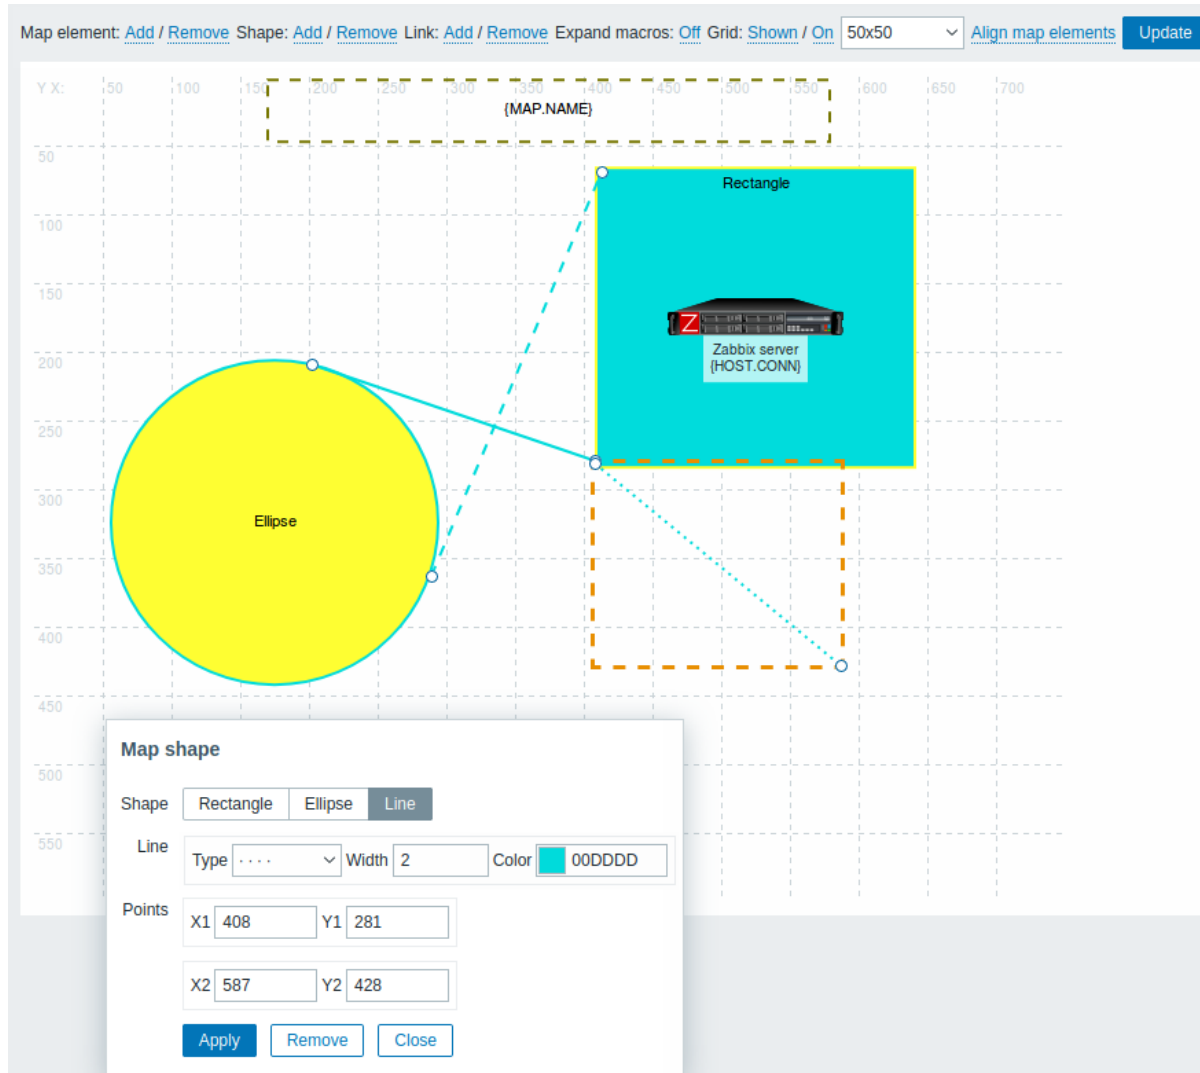 Map element: Add / Remove Shape: Add / Remove Link: Add / Remove Expand macros: Off Grid: Shown / On 50x50 Align map elements Update
Y X: 50 100 150 200 250 300 350 400 450 500 550 600 650 700
{MAP.NAME}
50
Rectangle
100
150
Z
Zabbix server
200
{HOST.CONN}
250
300
Ellipse
350
400
450
Map shape
500
Shape Rectangle Ellipse Line
550
Line
Type · · · · Width 2 Color 00DDDD
Points
X1 408 Y1 281
X2 587 Y2 428
Apply Remove Close